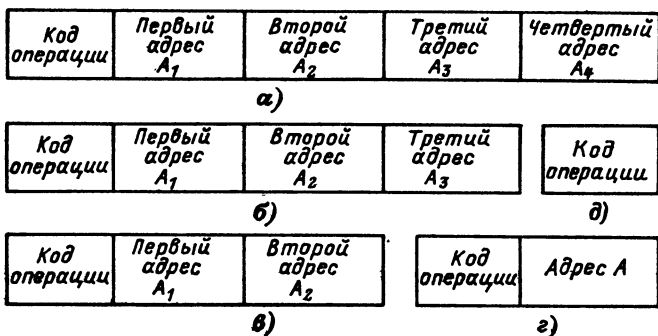 Код операции
Первый адрес A₁
Второй адрес A₂
Третий адрес A₃
Четвертый адрес A₄
а)
Код операции
Первый адрес A₁
Второй адрес A₂
Третий адрес A₃
б)
Код операции
д)
Код операции
Первый адрес A₁
Второй адрес A₂
в)
Код операции
Адрес А
г)